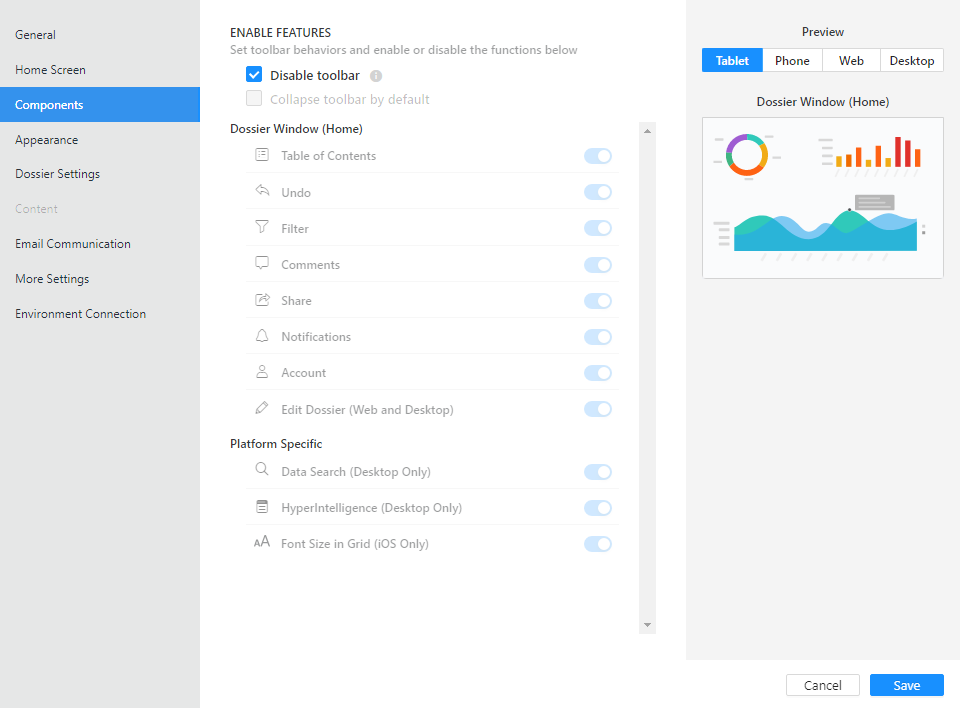 General
Home Screen
Components
Appearance
Dossier Settings
Content
Email Communication
More Settings
Environment Connection
ENABLE FEATURES
Set toolbar behaviors and enable or disable the functions below
Disable toolbar
Collapse toolbar by default
Dossier Window (Home)
Table of Contents
Undo
Filter
Comments
Share
Notifications
Account
Edit Dossier (Web and Desktop)
Platform Specific
Data Search (Desktop Only)
HyperIntelligence (Desktop Only)
AA Font Size in Grid (iOS Only)
Preview
Tablet Phone Web Desktop
Dossier Window (Home)
Cancel Save